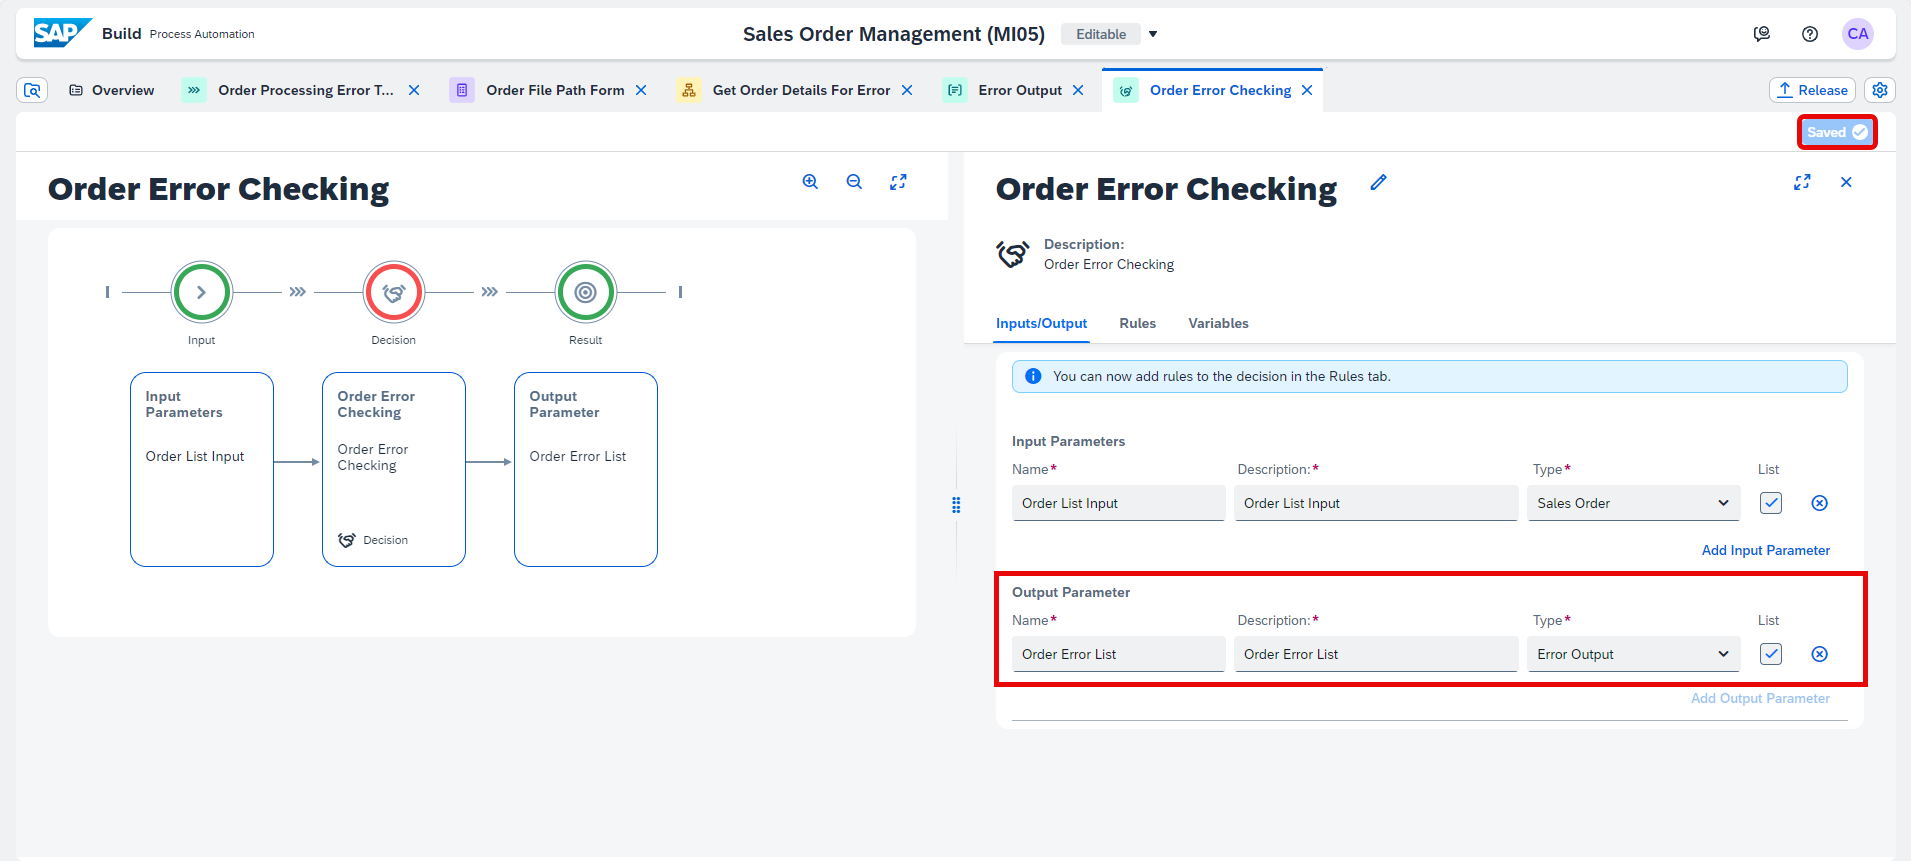 SAP Build Process Automation
Sales Order Management (MI05) Editable
CA
Overview
Order Processing Error T...
Order File Path Form
Get Order Details For Error
Error Output
Order Error Checking
Release
Saved
Order Error Checking
Input
Decision
Result
Input
Parameters
Order List Input
Order Error
Checking
Order Error
Checking
Decision
Output
Parameter
Order Error List
Order Error Checking
Description:
Order Error Checking
Inputs/Output Rules Variables
You can now add rules to the decision in the Rules tab.
Input Parameters
Name* Description:* Type* List
Order List Input Order List Input Sales Order
Add Input Parameter
Output Parameter
Name* Description:* Type* List
Order Error List Order Error List Error Output
Add Output Parameter